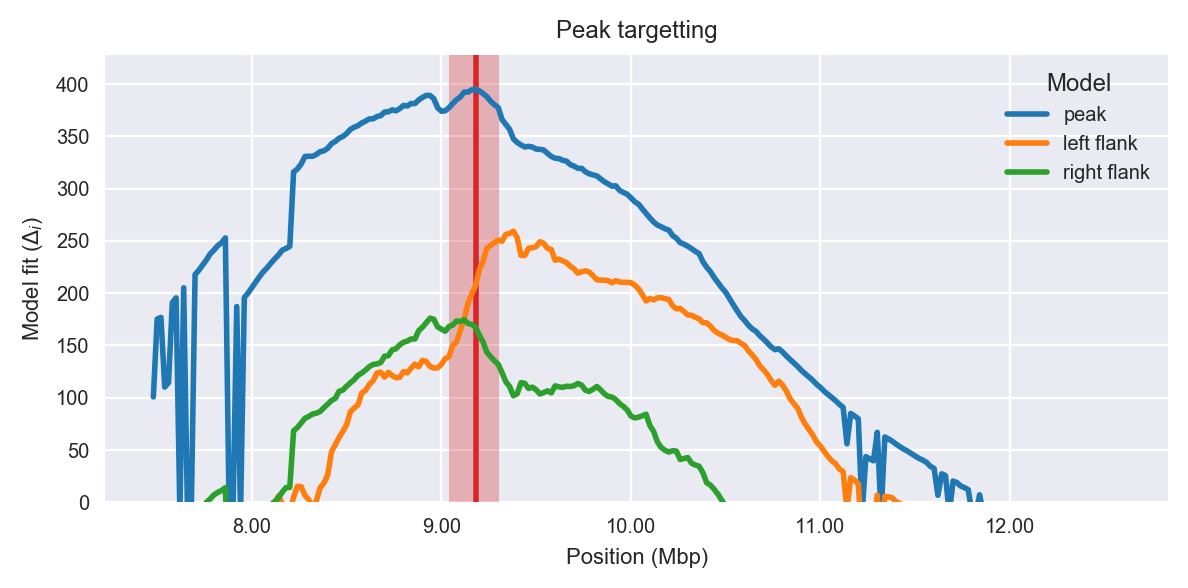 Peak targetting
Model fit (Δi)
400
350
300
250
200
150
100
50
0
Model
peak
left flank
right flank
8.00 9.00 10.00 11.00 12.00
Position (Mbp)